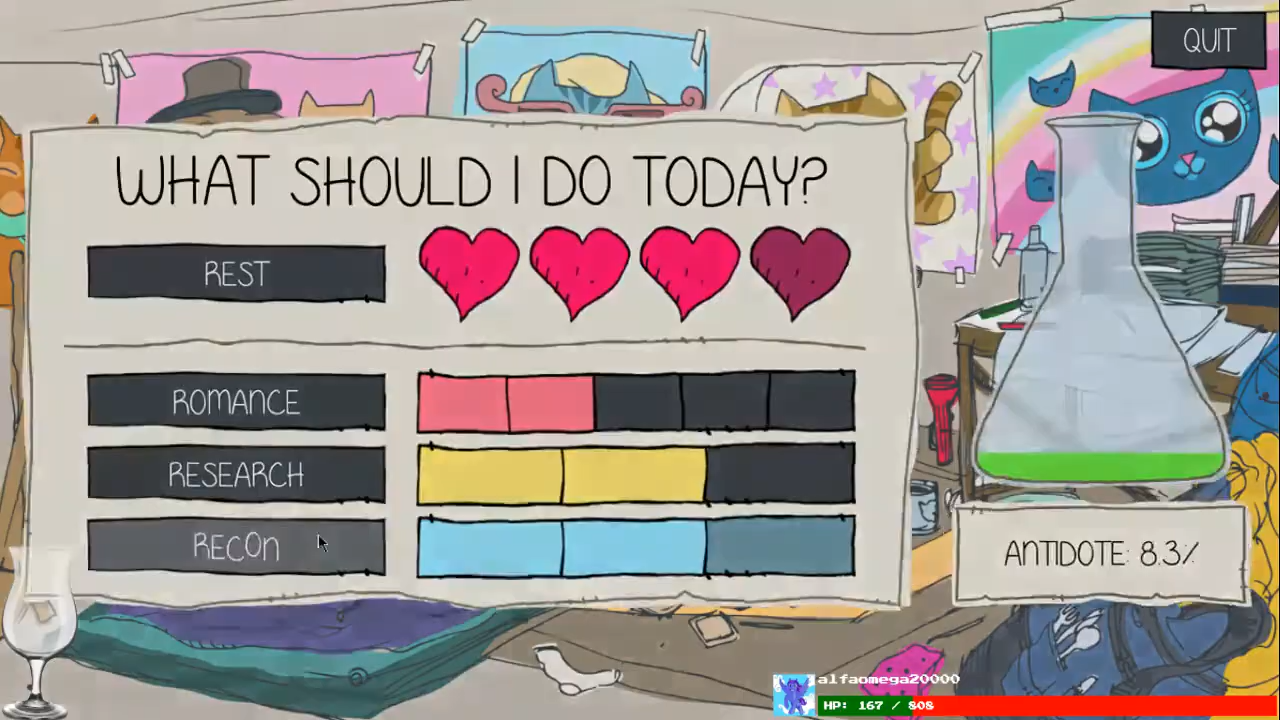 QUIT
WHAT SHOULD I DO TODAY?
REST
ROMANCE
RESEARCH
RECON
ANTIDOTE: 8.3%
alfaomega20000
HP: 167 / 808